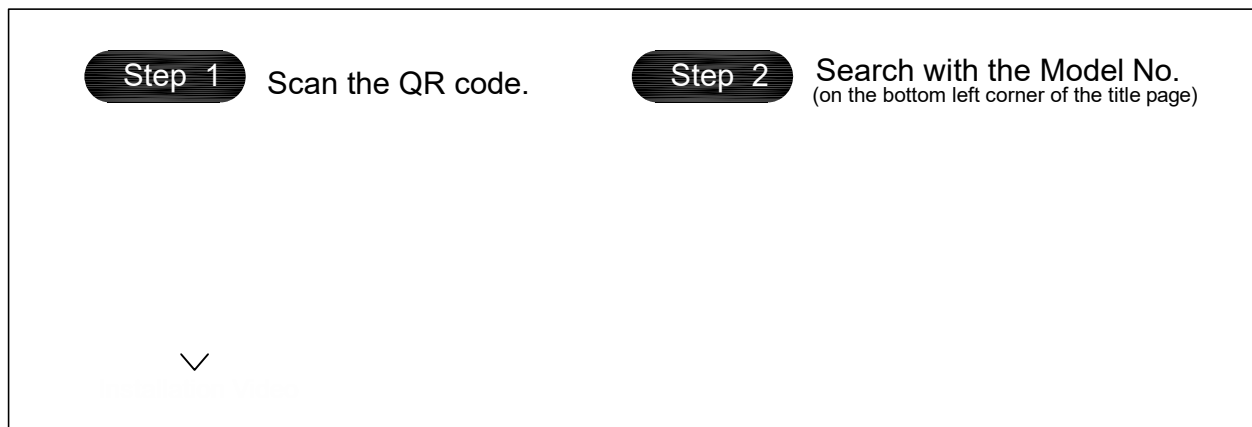 Step 1
Scan the QR code.
Step 2
Search with the Model No.
(on the bottom left corner of the title page)